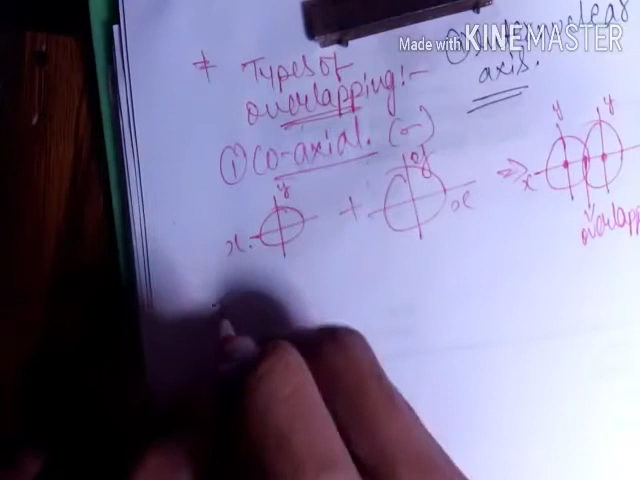 Made with KINEMASTER
# Types of
overlapping:-
axis.
① Co-axial. (σ)
y
y
y
y
x
+
x
⇒
x
overlapp